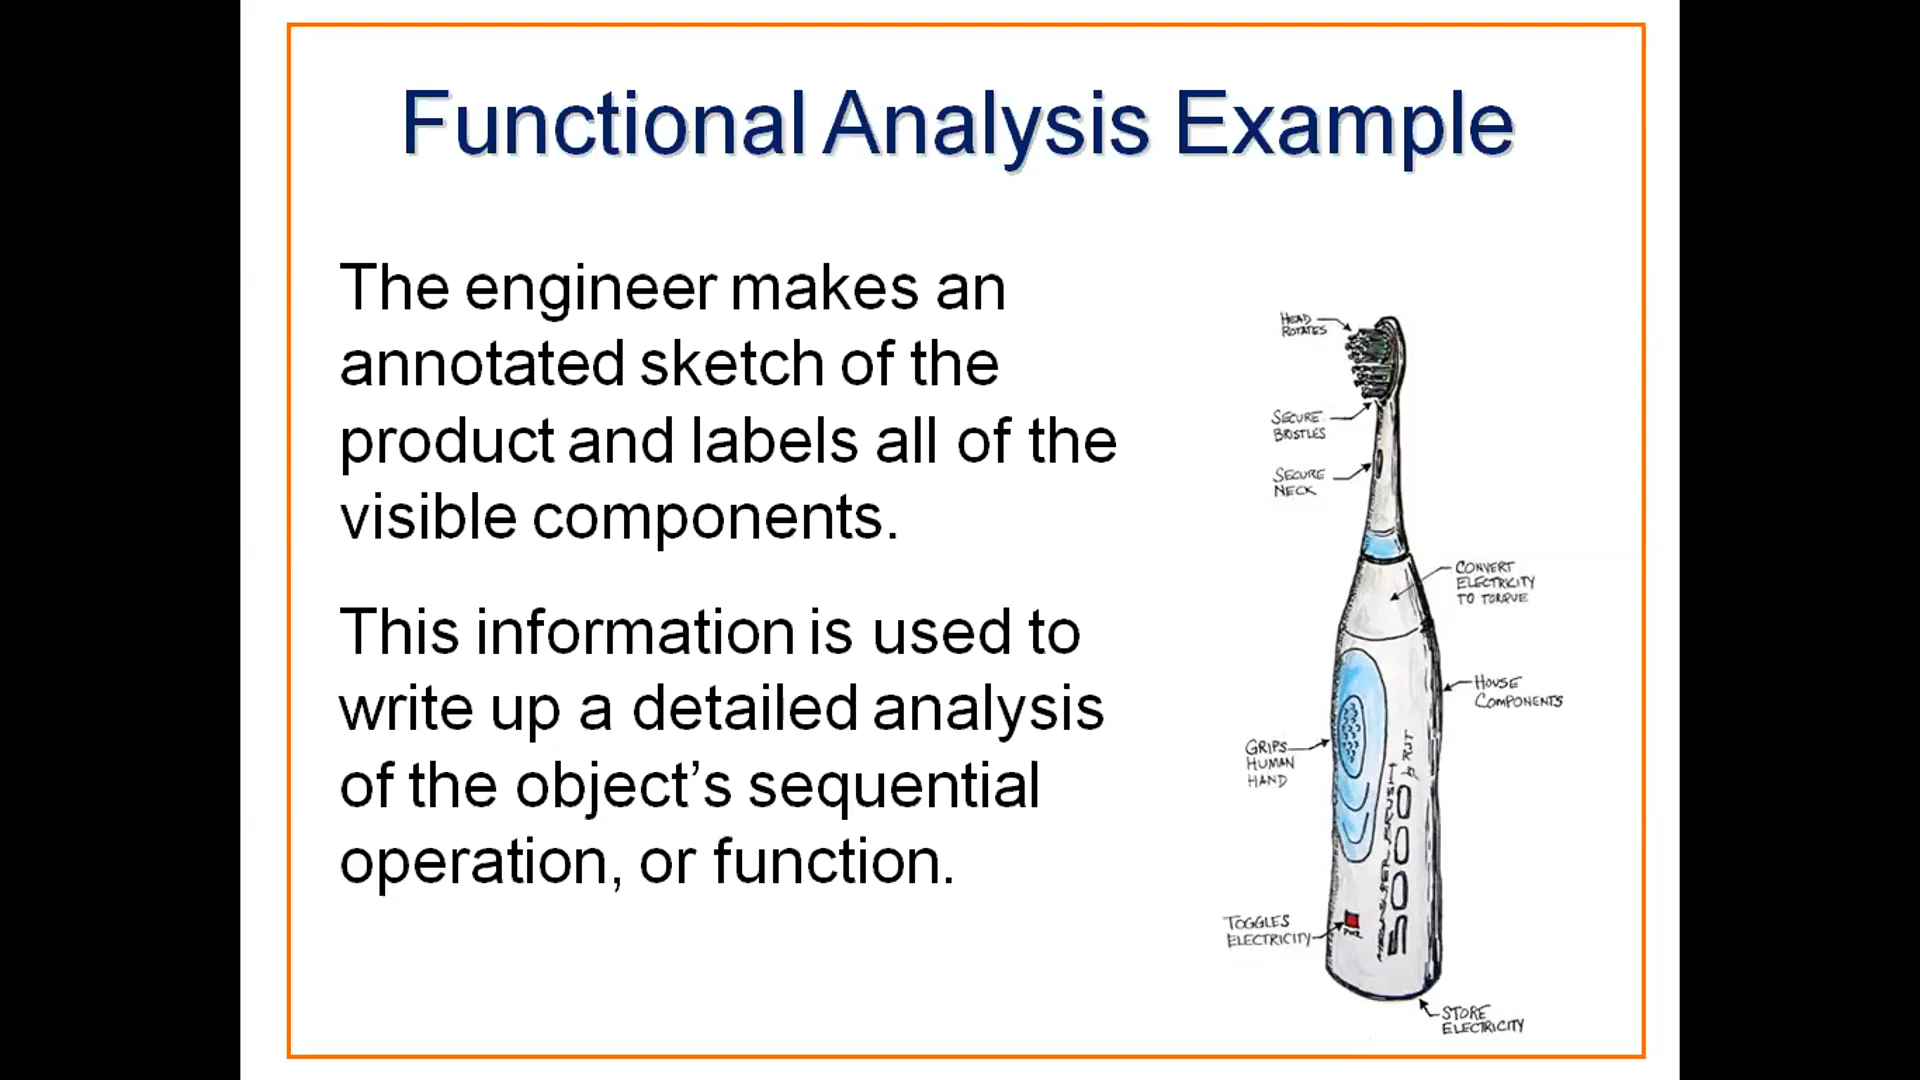 Functional Analysis Example
The engineer makes an
annotated sketch of the
product and labels all of the
visible components.
This information is used to
write up a detailed analysis
of the object’s sequential
operation, or function.
HEAD
ROTATES
SECURE
BRISTLES
SECURE
NECK
CONVERT
ELECTRICITY
TO TORQUE
HOUSE
COMPONENTS
GRIPS
HUMAN
HAND
TOGGLES
ELECTRICITY
PWR
BRUSH
5000
STORE
ELECTRICITY